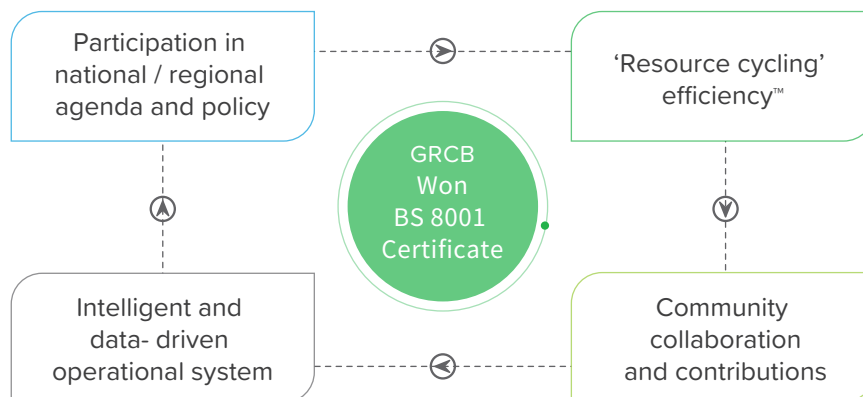 Participation in
national / regional
agenda and policy
‘Resource cycling’
efficiency™
GRCB
Won
BS 8001
Certificate
Intelligent and
data- driven
operational system
Community
collaboration
and contributions